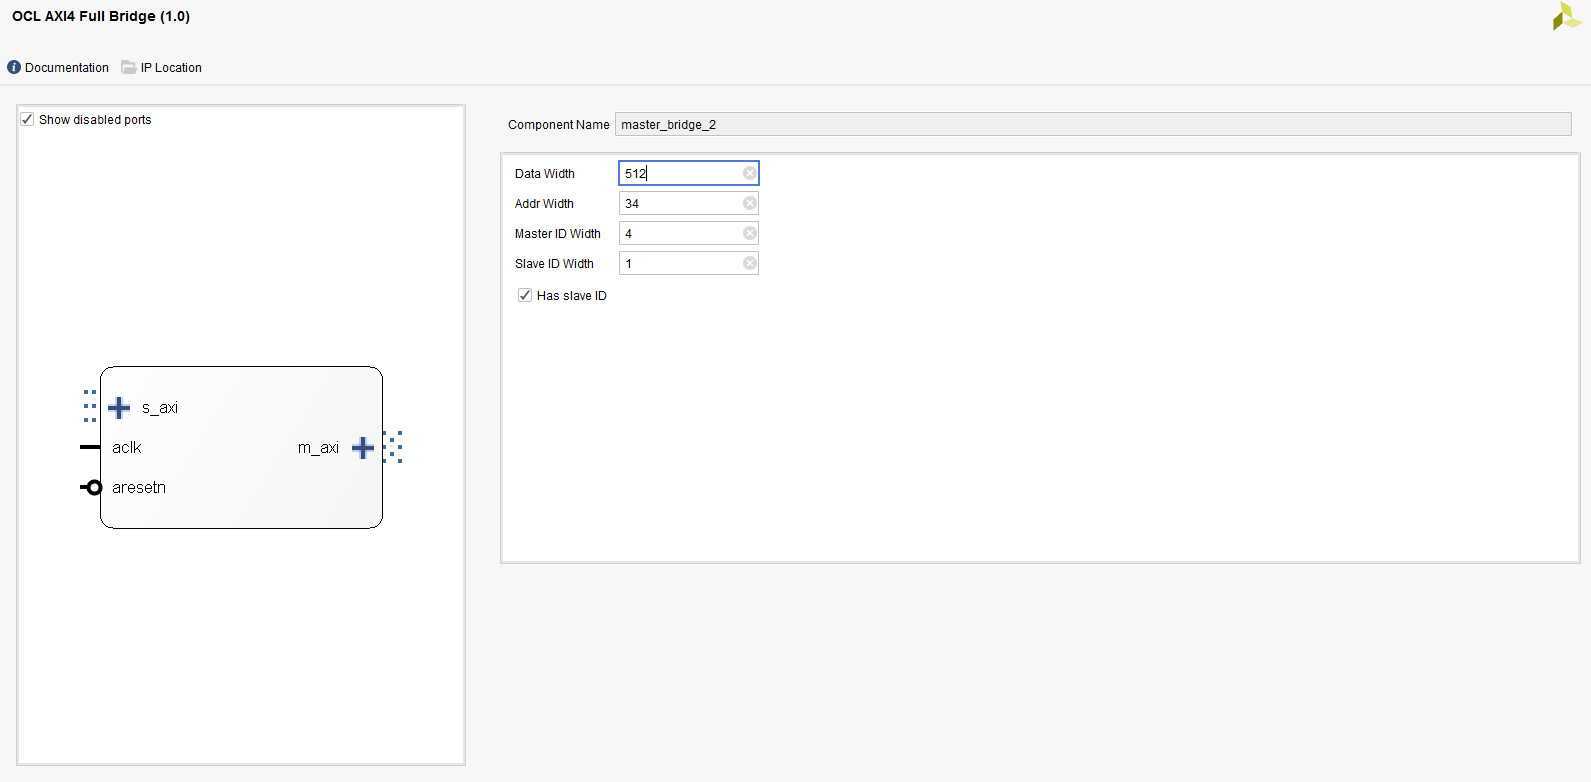 OCL AXI4 Full Bridge (1.0)
Documentation IP Location
Show disabled ports
s_axi
aclk
m_axi
aresetn
Component Name master_bridge_2
Data Width 512
Addr Width 34
Master ID Width 4
Slave ID Width 1
Has slave ID